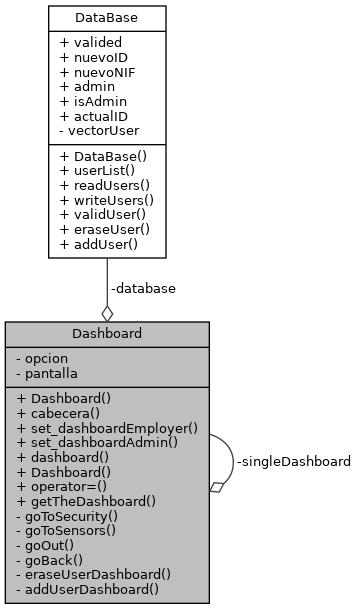 DataBase
+ valided
+ nuevoID
+ nuevoNIF
+ admin
+ isAdmin
+ actualID
- vectorUser
+ DataBase()
+ userList()
+ readUsers()
+ writeUsers()
+ validUser()
+ eraseUser()
+ addUser()
-database
Dashboard
- opcion
- pantalla
+ Dashboard()
+ cabecera()
+ set_dashboardEmployer()
+ set_dashboardAdmin()
+ dashboard()
+ Dashboard()
+ operator=()
+ getTheDashboard()
- goToSecurity()
- goToSensors()
- goOut()
- goBack()
- eraseUserDashboard()
- addUserDashboard()
-singleDashboard